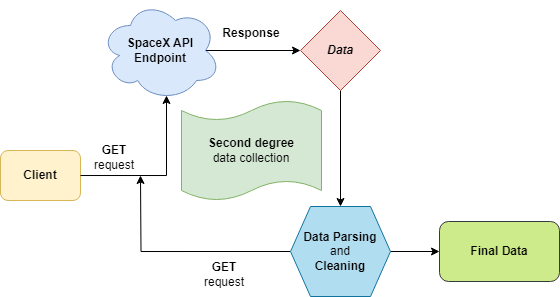 SpaceX API
Endpoint
Response
Data
GET
request
Second degree
data collection
Client
Data Parsing
and
Cleaning
Final Data
GET
request